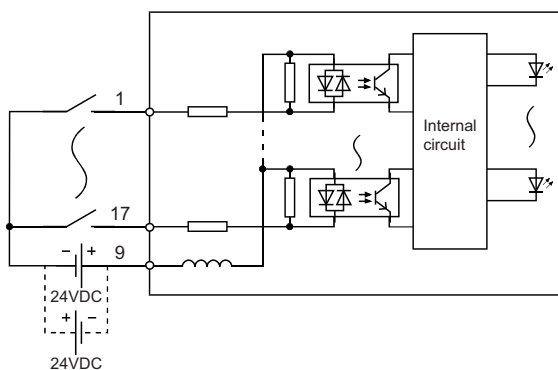 1
Internal
circuit
17
− + 9
24VDC
+ −
24VDC